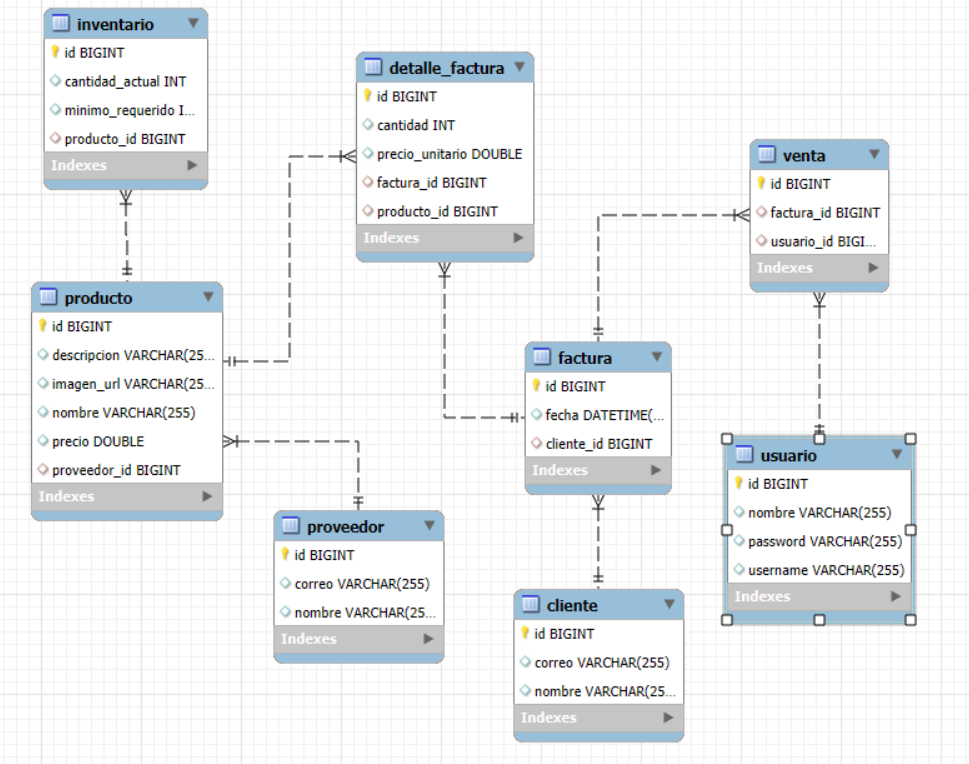 inventario
id BIGINT
cantidad_actual INT
minimo_requerido I...
producto_id BIGINT
Indexes
detalle_factura
id BIGINT
cantidad INT
precio_unitario DOUBLE
factura_id BIGINT
producto_id BIGINT
Indexes
venta
id BIGINT
factura_id BIGINT
usuario_id BIGI...
Indexes
producto
id BIGINT
descripcion VARCHAR(25...
imagen_url VARCHAR(25...
nombre VARCHAR(255)
precio DOUBLE
proveedor_id BIGINT
Indexes
factura
id BIGINT
fecha DATETIME(...
cliente_id BIGINT
Indexes
usuario
id BIGINT
nombre VARCHAR(255)
password VARCHAR(255)
username VARCHAR(255)
Indexes
proveedor
id BIGINT
correo VARCHAR(255)
nombre VARCHAR(25...
Indexes
cliente
id BIGINT
correo VARCHAR(255)
nombre VARCHAR(25...
Indexes